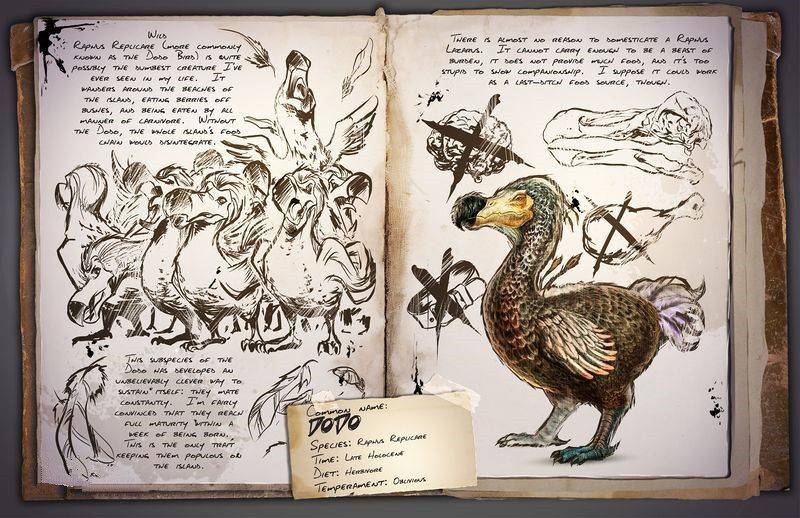 Wild
Raphus Replicare (more commonly
known as the Dodo Bird) is quite
possibly the dumbest creature I've
ever seen in my life. It
wanders around the beaches of
the island, eating berries off
bushes, and being eaten by all
manner of carnivore. Without
the Dodo, the whole island's food
chain would disintegrate.
This subspecies of the
Dodo has developed an
unbelievably clever way to
sustain itself: they mate
constantly. I'm fairly
convinced that they reach
full maturity within a
week of being born.
This is the only trait
keeping them populous on
the island.
There is almost no reason to domesticate a Raphus
Lazarus. It cannot carry enough to be a beast of
burden, it does not provide much food, and it's too
stupid to show companionship. I suppose it could work
as a last-ditch food source, though.
Common name:
DODO
Species: Raphus Replicare
Time: Late Holocene
Diet: Herbivore
Temperament: Oblivious